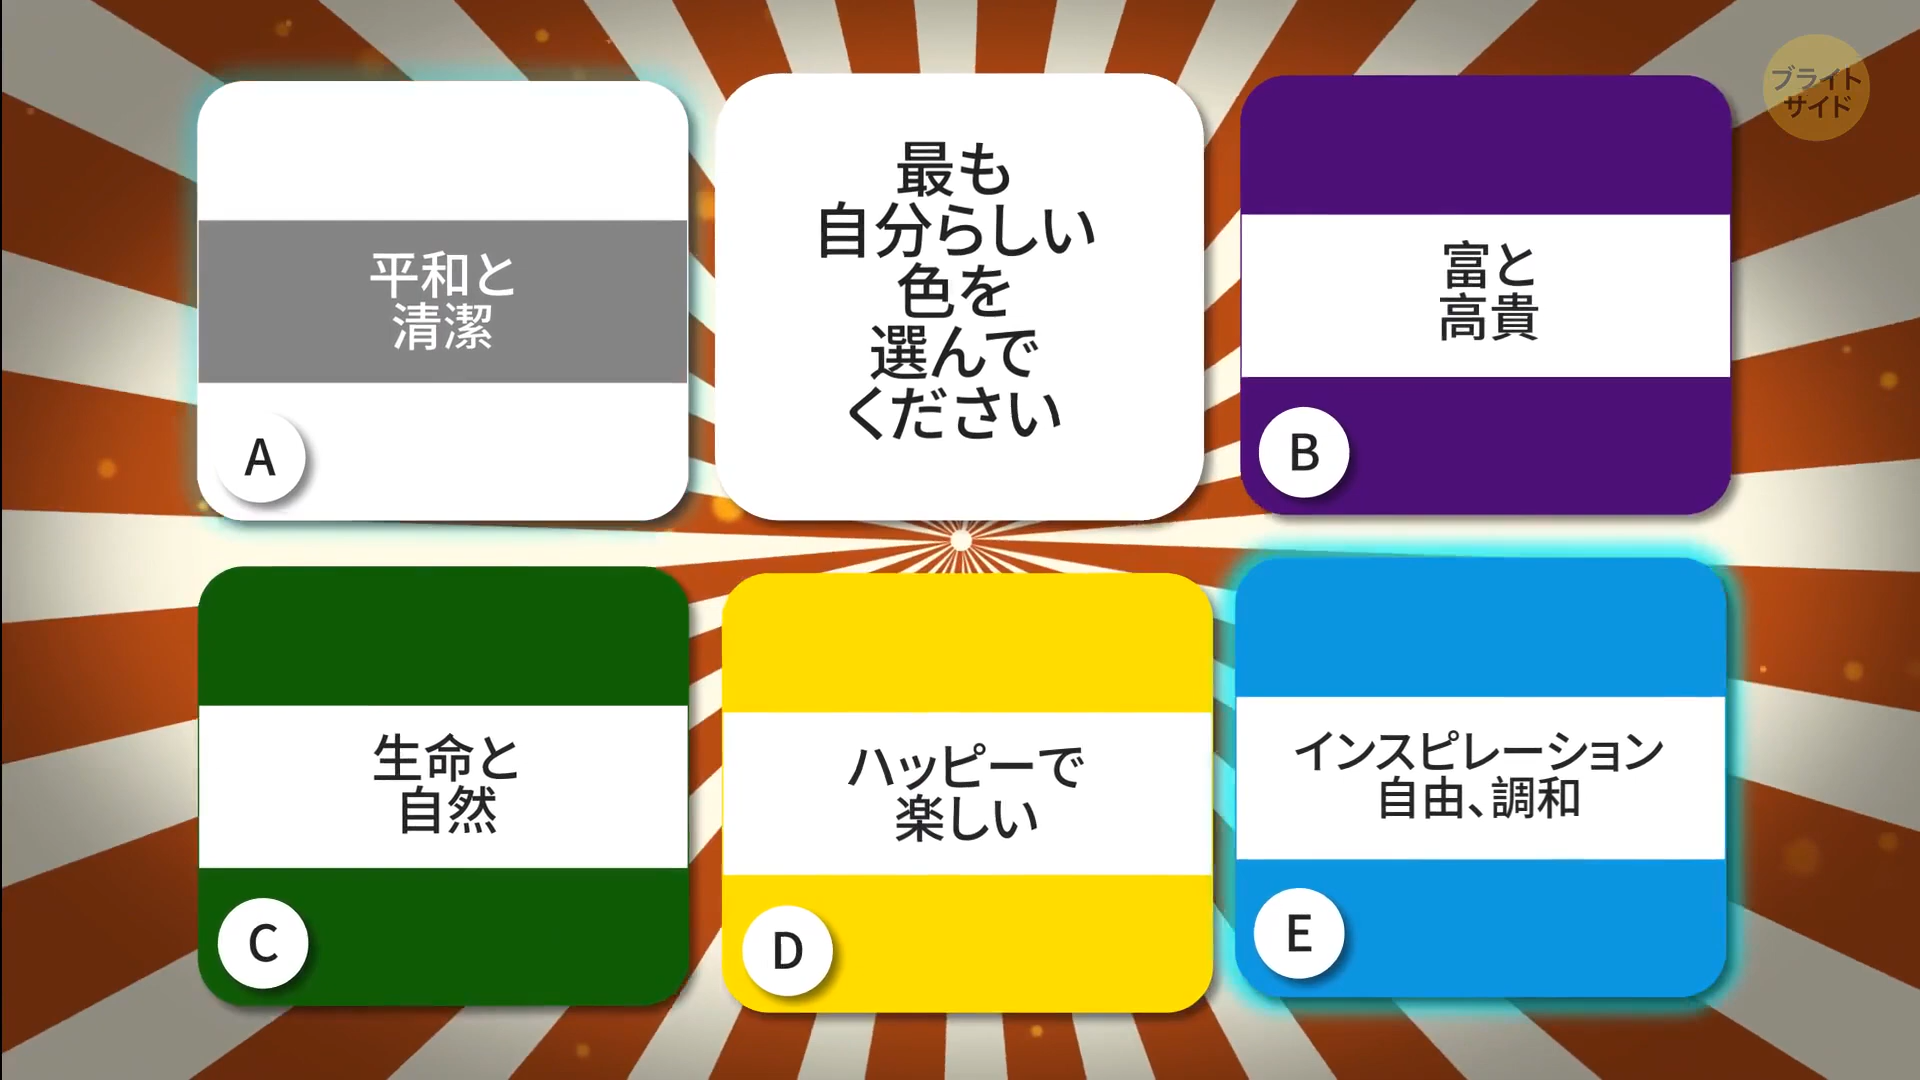 平和と
清潔
A
最も
自分らしい
色を
選んで
ください
富と
高貴
B
ブライト
サイド
生命と
自然
C
ハッピーで
楽しい
D
インスピレーション
自由、調和
E